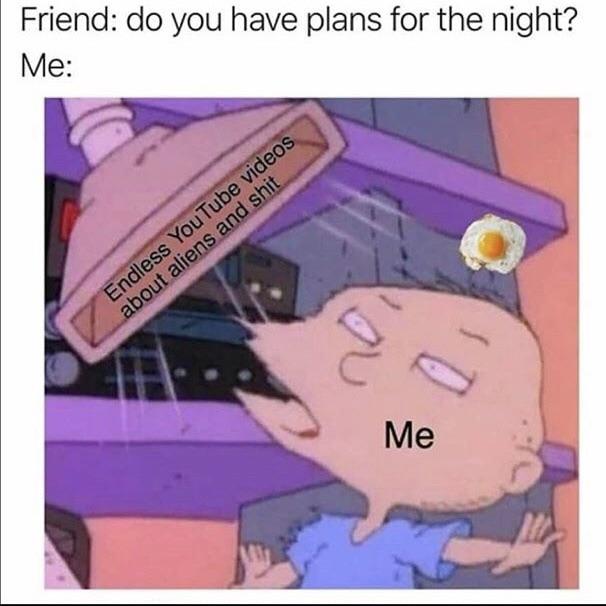 Friend: do you have plans for the night?
Me:
Endless YouTube videos
about aliens and shit
Me